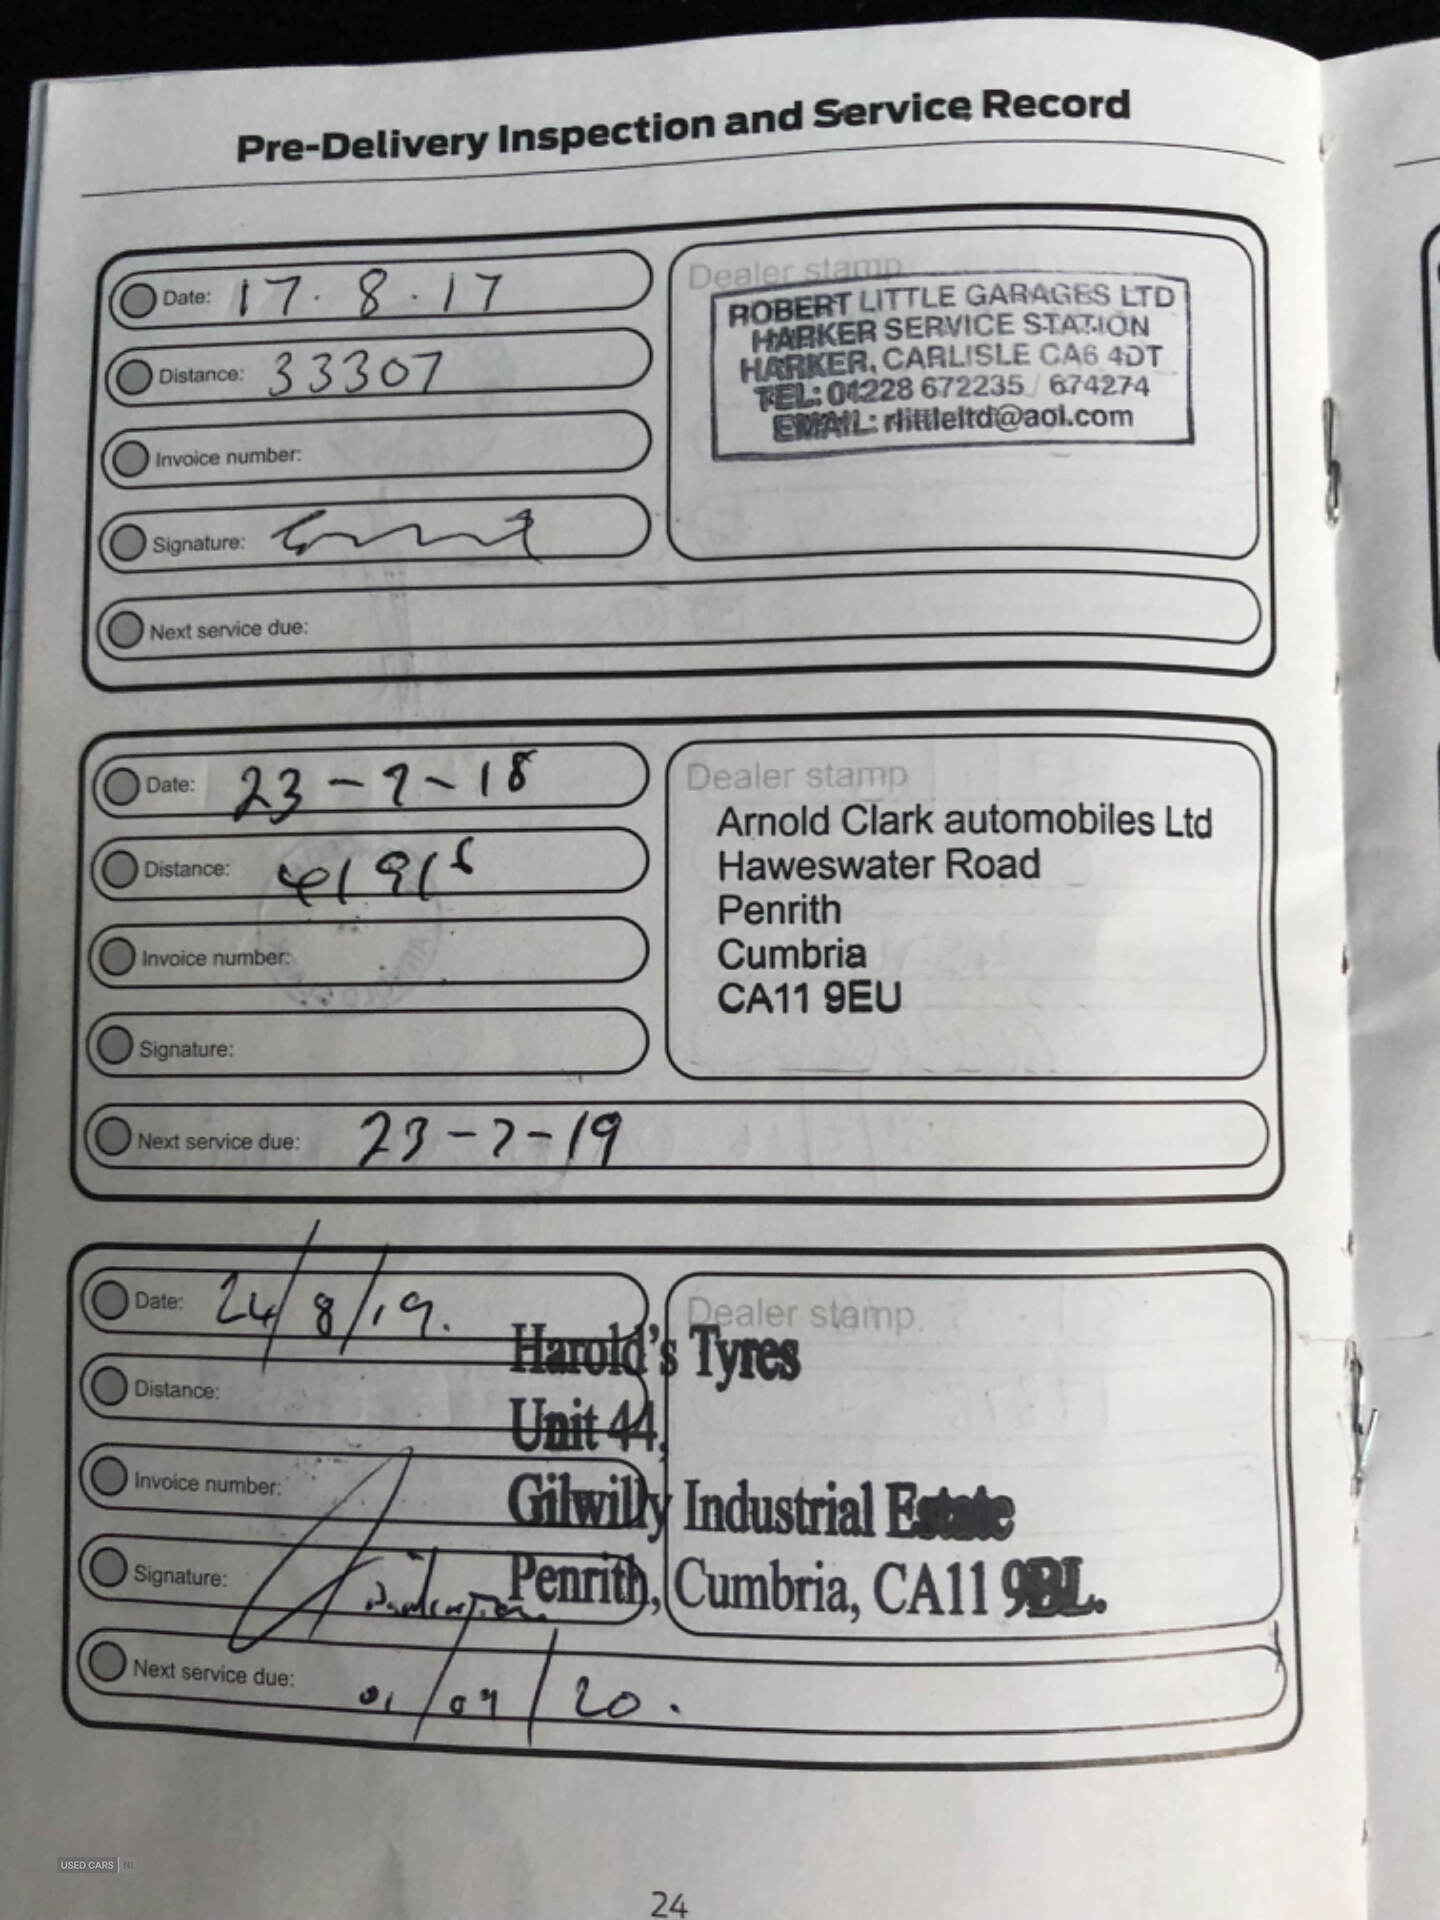 Pre-Delivery Inspection and Service Record
Date: 17.8.17
Distance: 33307
Invoice number:
Signature:
Next service due:
Dealer stamp
ROBERT LITTLE GARAGES LTD
HARKER SERVICE STATION
HARKER, CARLISLE CA6 4DT
TEL: 01228 672235 / 674274
EMAIL: rlittleltd@aol.com
Date: 23-7-18
Distance:
Invoice number:
Signature:
Next service due: 23-7-19
Dealer stamp
Arnold Clark automobiles Ltd
Haweswater Road
Penrith
Cumbria
CA11 9EU
Date: 24/8/19.
Distance:
Invoice number:
Signature:
Next service due:
Dealer stamp
Harold's Tyres
Unit 44,
Gilwilly Industrial Estate
Penrith, Cumbria, CA11 9BL.
USED CARS NI
24